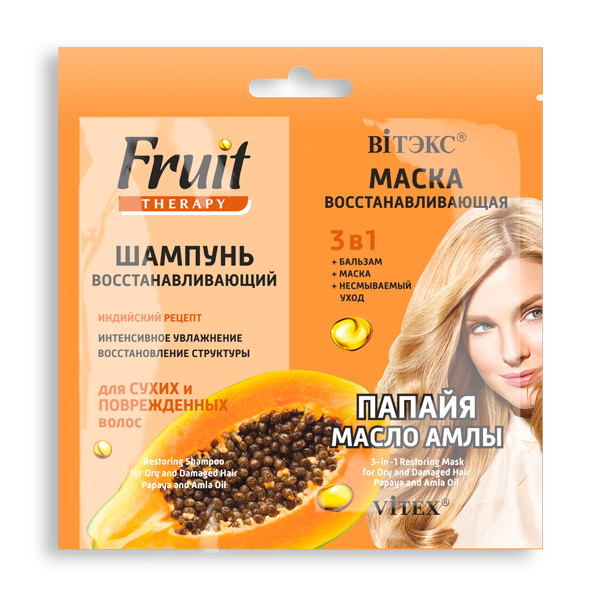 Fruit
THERAPY
ШАМПУНЬ
ВОССТАНАВЛИВАЮЩИЙ
ИНДИЙСКИЙ РЕЦЕПТ
ИНТЕНСИВНОЕ УВЛАЖНЕНИЕ
ВОССТАНОВЛЕНИЕ СТРУКТУРЫ
для СУХИХ и
ПОВРЕЖДЕННЫХ
волос
Restoring Shampoo
for Dry and Damaged Hair
Papaya and Amla Oil
ВіТЭКС®
МАСКА
ВОССТАНАВЛИВАЮЩАЯ
3 в 1
+ БАЛЬЗАМ
+ МАСКА
+ НЕСМЫВАЕМЫЙ
УХОД
ПАПАЙЯ
МАСЛО АМЛЫ
3-in-1 Restoring Mask
for Dry and Damaged Hair
Papaya and Amla Oil
ViTEX®